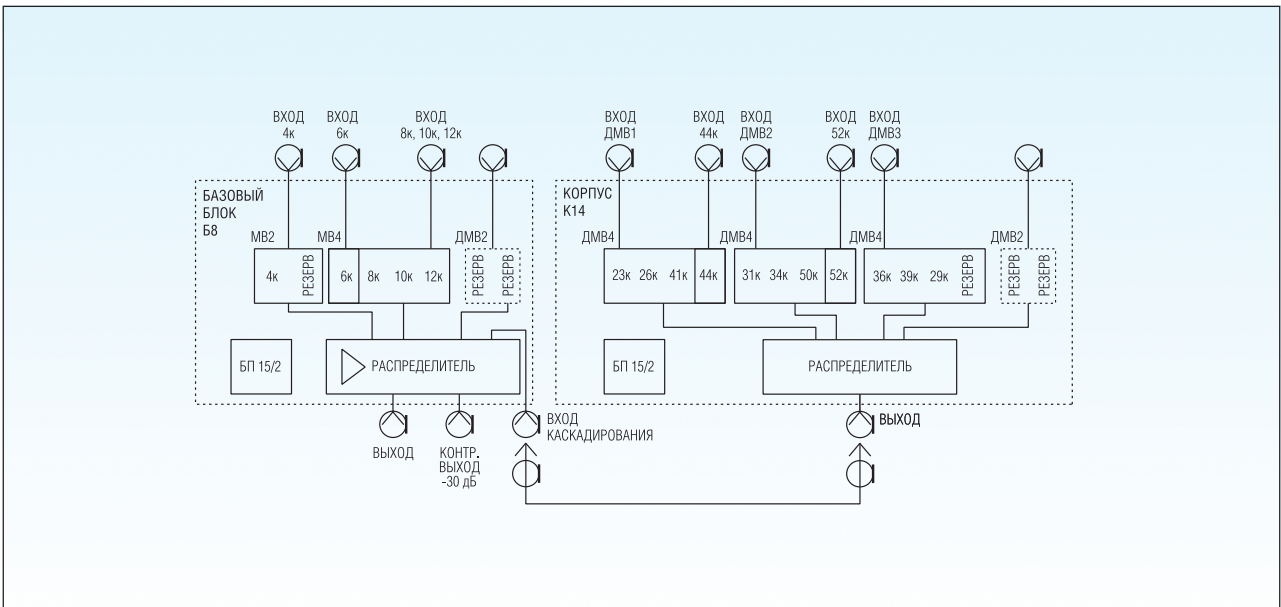 ВХОД
4к
ВХОД
6к
ВХОД
8к, 10к, 12к
ВХОД
ДМВ1
ВХОД
44к
ВХОД
ДМВ2
ВХОД
52к
ВХОД
ДМВ3
БАЗОВЫЙ
БЛОК
Б8
МВ2
МВ4
ДМВ2
4к
РЕЗЕРВ
6к
8к
10к
12к
РЕЗЕРВ
РЕЗЕРВ
БП 15/2
РАСПРЕДЕЛИТЕЛЬ
ВЫХОД
КОНТР.
ВЫХОД
-30 дБ
ВХОД
КАСКАДИРОВАНИЯ
КОРПУС
К14
ДМВ4
ДМВ4
ДМВ4
ДМВ2
23к
26к
41к
44к
31к
34к
50к
52к
36к
39к
29к
РЕЗЕРВ
РЕЗЕРВ
РЕЗЕРВ
БП 15/2
РАСПРЕДЕЛИТЕЛЬ
ВЫХОД